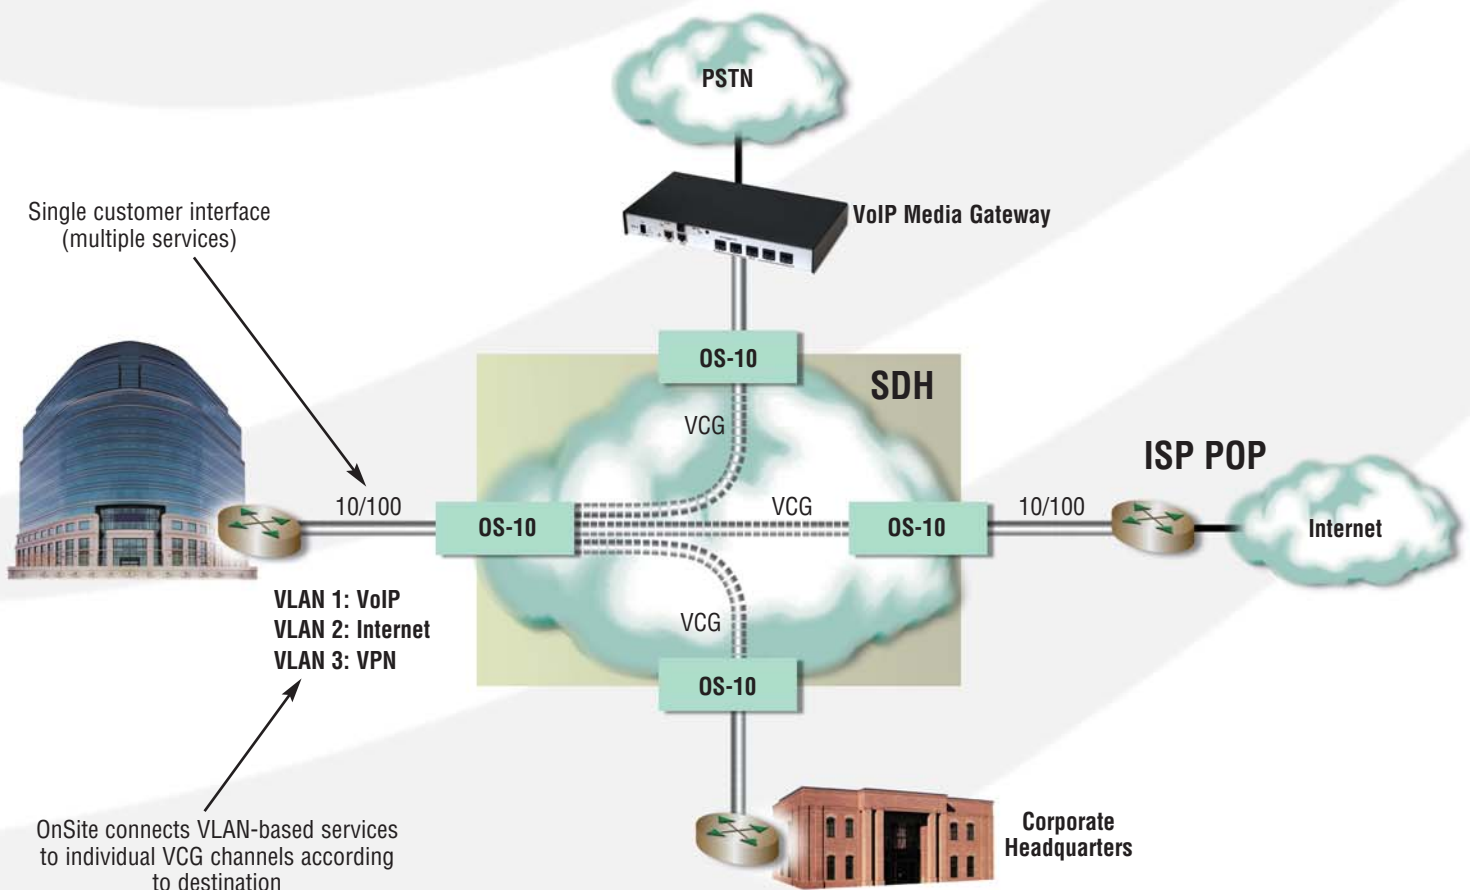 PSTN
Single customer interface
(multiple services)
VoIP Media Gateway
OS-10
SDH
VCG
ISP POP
10/100
OS-10
VCG
OS-10
10/100
Internet
VLAN 1: VoIP
VLAN 2: Internet
VLAN 3: VPN
VCG
OS-10
OnSite connects VLAN-based services
to individual VCG channels according
to destination
Corporate
Headquarters